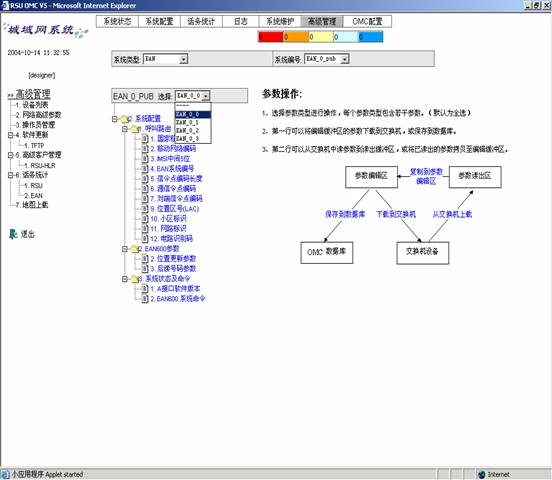 RSU OMC V5 - Microsoft Internet Explorer
城域网系统
系统状态 系统配置 话务统计 日志 系统维护 高级管理 OMC配置
0 0 0 0 0
2004-10-14 11:32:55
[designer]
系统类型: EAN 系统编号: EAN_0_pub
>> 高级管理
1. 设备列表
2. 网络高级参数
3. 操作员管理
4. 软件更新
1. TFTP
5. 高级客户管理
1. RSU-HLR
6. 话务统计
1. RSU
2. EAN
7. 地图上载
退出
EAN_0_PUB 选择: EAN_0_0
----
EAN_0_0
EAN_0_1
EAN_0_2
EAN_0_3
2. 系统配置
1. 呼叫路由
1. 国家
2. 移动网络编码
3. IMSI中间5位
4. EAN系统编号
5. 信令点编码长度
6. 源信令点编码
7. 对端信令点编码
9. 位置区号(LAC)
10. 小区标识
11. 网路标识
12. 电路识别码
2. EAN600参数
2. 位置更新参数
3. 后拨号码参数
3. 系统状态及命令
1. A接口软件版本
2. EAN600 系统命令
参数操作:
1、选择参数类型进行操作，每个参数类型包含若干参数。(默认为全选)
2、第一行可以将编辑缓冲区的参数下载到交换机，或保存到数据库。
3、第二行可以从交换机中读参数到读出缓冲区，或将已读出的参数拷贝至编辑缓冲区。
参数编辑区 复制到参数编辑区 参数读出区
保存到数据库 下载到交换机 从交换机上载
OMC 数据库 交换机设备
小应用程序 Applet started
Internet